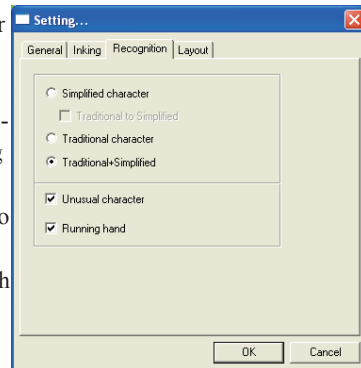 Setting...
General Inking Recognition Layout
Simplified character
Traditional to Simplified
Traditional character
Traditional+Simplified
Unusual character
Running hand
OK Cancel